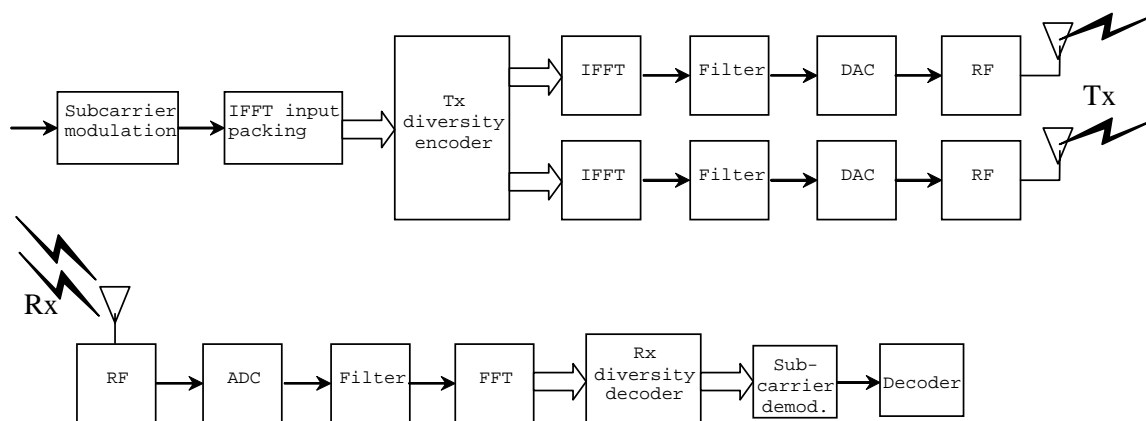 Subcarrier
modulation
IFFT input
packing
Tx
diversity
encoder
IFFT
Filter
DAC
RF
Tx
IFFT
Filter
DAC
RF
Rx
RF
ADC
Filter
FFT
Rx
diversity
decoder
Sub-
carrier
demod.
Decoder